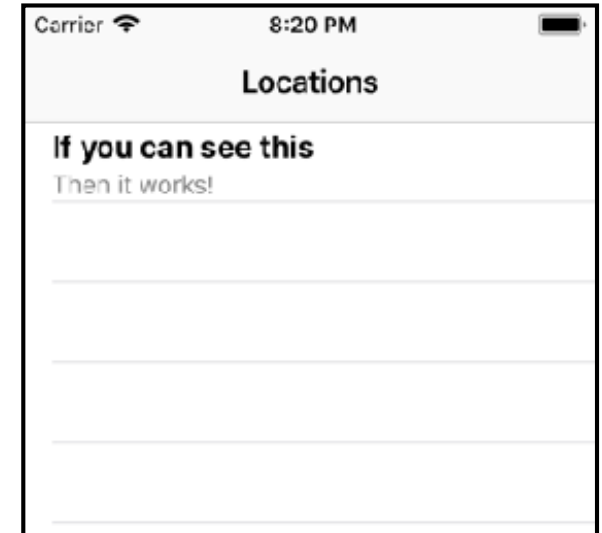 Carrier 8:20 PM
Locations
If you can see this
Then it works!